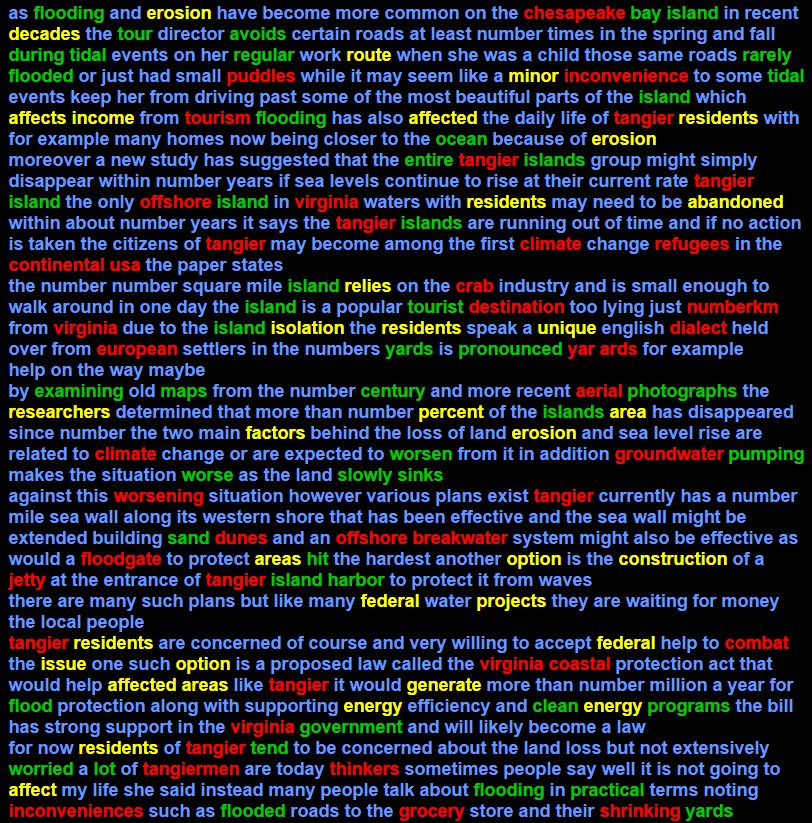 as flooding and erosion have become more common on the chesapeake bay island in recent
decades the tour director avoids certain roads at least number times in the spring and fall
during tidal events on her regular work route when she was a child those same roads rarely
flooded or just had small puddles while it may seem like a minor inconvenience to some tidal
events keep her from driving past some of the most beautiful parts of the island which
affects income from tourism flooding has also affected the daily life of tangier residents with
for example many homes now being closer to the ocean because of erosion
moreover a new study has suggested that the entire tangier islands group might simply
disappear within number years if sea levels continue to rise at their current rate tangier
island the only offshore island in virginia waters with residents may need to be abandoned
within about number years it says the tangier islands are running out of time and if no action
is taken the citizens of tangier may become among the first climate change refugees in the
continental usa the paper states
the number number square mile island relies on the crab industry and is small enough to
walk around in one day the island is a popular tourist destination too lying just numberkm
from virginia due to the island isolation the residents speak a unique english dialect held
over from european settlers in the numbers yards is pronounced yar ards for example
help on the way maybe
by examining old maps from the number century and more recent aerial photographs the
researchers determined that more than number percent of the islands area has disappeared
since number the two main factors behind the loss of land erosion and sea level rise are
related to climate change or are expected to worsen from it in addition groundwater pumping
makes the situation worse as the land slowly sinks
against this worsening situation however various plans exist tangier currently has a number
mile sea wall along its western shore that has been effective and the sea wall might be
extended building sand dunes and an offshore breakwater system might also be effective as
would a floodgate to protect areas hit the hardest another option is the construction of a
jetty at the entrance of tangier island harbor to protect it from waves
there are many such plans but like many federal water projects they are waiting for money
the local people
tangier residents are concerned of course and very willing to accept federal help to combat
the issue one such option is a proposed law called the virginia coastal protection act that
would help affected areas like tangier it would generate more than number million a year for
flood protection along with supporting energy efficiency and clean energy programs the bill
has strong support in the virginia government and will likely become a law
for now residents of tangier tend to be concerned about the land loss but not extensively
worried a lot of tangiermen are today thinkers sometimes people say well it is not going to
affect my life she said instead many people talk about flooding in practical terms noting
inconveniences such as flooded roads to the grocery store and their shrinking yards